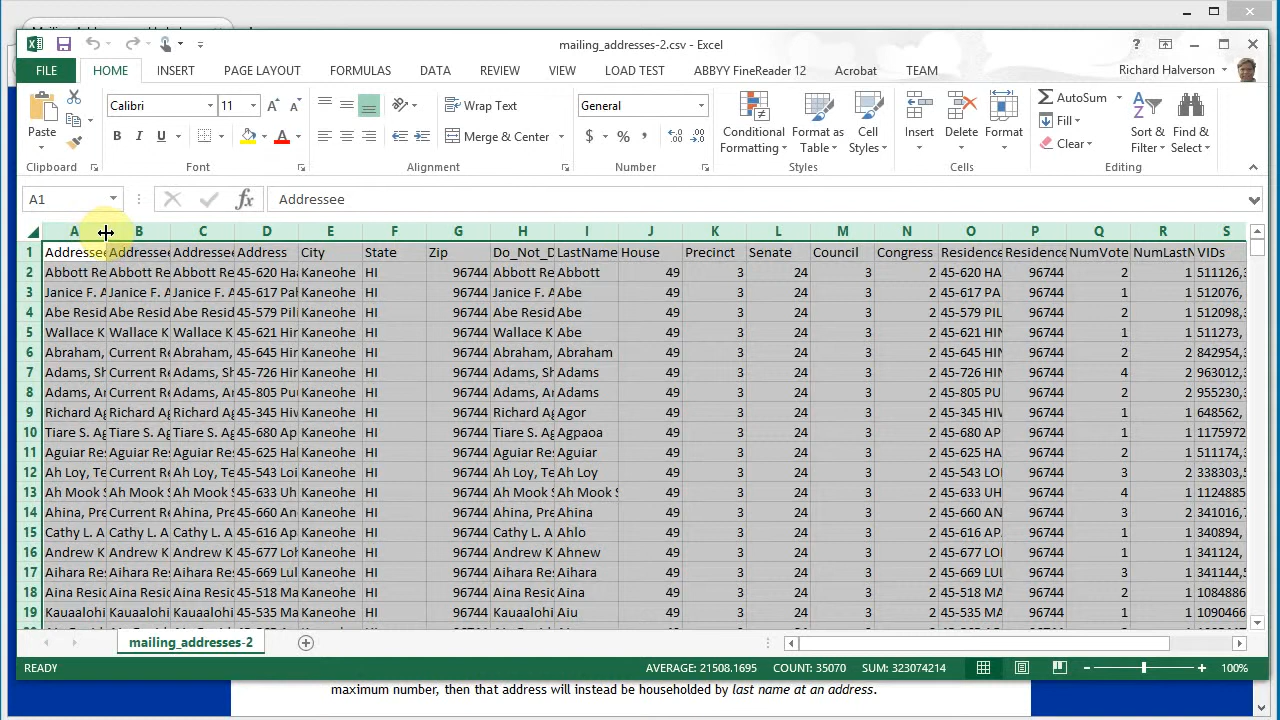 mailing_addresses-2.csv - Excel
FILE HOME INSERT PAGE LAYOUT FORMULAS DATA REVIEW VIEW LOAD TEST ABBYY FineReader 12 Acrobat TEAM Richard Halverson
Calibri 11 Wrap Text General AutoSum
Paste Conditional Formatting Format as Table Cell Styles Insert Delete Format Fill Sort & Filter Find & Select
Merge & Center $ % , Clear
Clipboard Font Alignment Number Styles Cells Editing
A1 fx Addressee
A B C D E F G H I J K L M N O P Q R S
1 Addressee Addressee Addressee Address City State Zip Do_Not_D LastName House Precinct Senate Council Congress Residence Residence NumVote NumLastN VIDs
2 Abbott Re Abbott Re Abbott Re 45-620 Ha Kaneohe HI 96744 Abbott Re Abbott 49 3 24 3 2 45-620 HA 96744 2 1 511126,
3 Janice F. A Janice F. A Janice F. A 45-617 Pal Kaneohe HI 96744 Janice F. A Abe 49 3 24 3 2 45-617 PA 96744 1 1 512076,
4 Abe Resid Abe Resid Abe Resid 45-579 Pili Kaneohe HI 96744 Abe Resid Abe 49 3 24 3 2 45-579 PIL 96744 2 1 512098,
5 Wallace K Wallace K Wallace K 45-621 Hir Kaneohe HI 96744 Wallace K Abe 49 3 24 3 2 45-621 HIN 96744 1 1 511273,
6 Abraham, Current Re Abraham, 45-645 Hir Kaneohe HI 96744 Abraham, Abraham 49 3 24 3 2 45-645 HIN 96744 2 2 842954,
7 Adams, Sh Current Re Adams, Sh 45-726 Hir Kaneohe HI 96744 Adams, Sh Adams 49 3 24 3 2 45-726 HIN 96744 4 2 963012,
8 Adams, Ar Current Re Adams, Ar 45-805 Pu Kaneohe HI 96744 Adams, Ar Adams 49 3 24 3 2 45-805 PU 96744 2 2 955230,
9 Richard Ag Richard Ag Richard Ag 45-345 Hiv Kaneohe HI 96744 Richard Ag Agor 49 3 24 3 2 45-345 HIV 96744 1 1 648562,
10 Tiare S. Ag Tiare S. Ag Tiare S. Ag 45-680 Ap Kaneohe HI 96744 Tiare S. Ag Agpaoa 49 3 24 3 2 45-680 AP 96744 1 1 1175972
11 Aguiar Res Aguiar Res Aguiar Res 45-625 Ha Kaneohe HI 96744 Aguiar Res Aguiar 49 3 24 3 2 45-625 HA 96744 2 1 511174,
12 Ah Loy, Te Current Re Ah Loy, Te 45-543 Loi Kaneohe HI 96744 Ah Loy, Te Ah Loy 49 3 24 3 2 45-543 LOI 96744 3 2 338303,
13 Ah Mook S Ah Mook S Ah Mook S 45-633 Uh Kaneohe HI 96744 Ah Mook S Ah Mook S 49 3 24 3 2 45-633 UH 96744 4 1 1124885
14 Ahina, Pre Current Re Ahina, Pre 45-660 An Kaneohe HI 96744 Ahina, Pre Ahina 49 3 24 3 2 45-660 AN 96744 3 2 341016,
15 Cathy L. A Cathy L. A Cathy L. A 45-616 Ap Kaneohe HI 96744 Cathy L. A Ahlo 49 3 24 3 2 45-616 AP 96744 1 1 340894,
16 Andrew K Andrew K Andrew K 45-677 Loh Kaneohe HI 96744 Andrew K Ahnew 49 3 24 3 2 45-677 LOI 96744 1 1 341124,
17 Aihara Res Aihara Res Aihara Res 45-669 Lul Kaneohe HI 96744 Aihara Res Aihara 49 3 24 3 2 45-669 LUL 96744 3 1 341144,
18 Aina Resic Aina Resic Aina Resic 45-518 Ma Kaneohe HI 96744 Aina Resic Aina 49 3 24 3 2 45-518 MA 96744 2 1 1084886
19 Kauaalohi Kauaalohi Kauaalohi 45-535 Ma Kaneohe HI 96744 Kauaalohi Aiu 49 3 24 3 2 45-535 MA 96744 1 1 1090466
mailing_addresses-2
READY AVERAGE: 21508.1695 COUNT: 35070 SUM: 323074214 100%
maximum number, then that address will instead be householded by last name at an address.